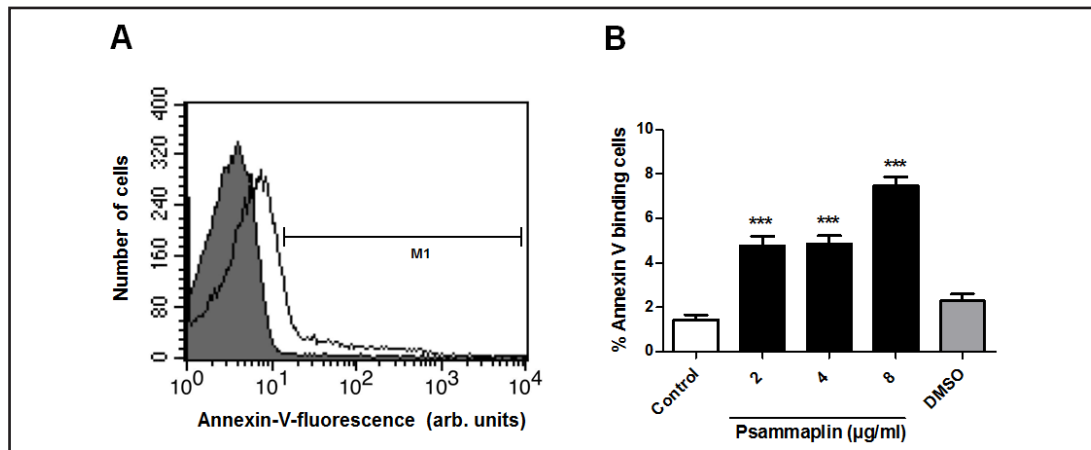 A
Number of cells
400
320
240
160
80
0
M1
10^0 10^1 10^2 10^3 10^4
Annexin-V-fluorescence (arb. units)
B
% Annexin V binding cells
10
8
6
4
2
0
*** *** ***
Control 2 4 8 DMSO
Psammaplin (µg/ml)